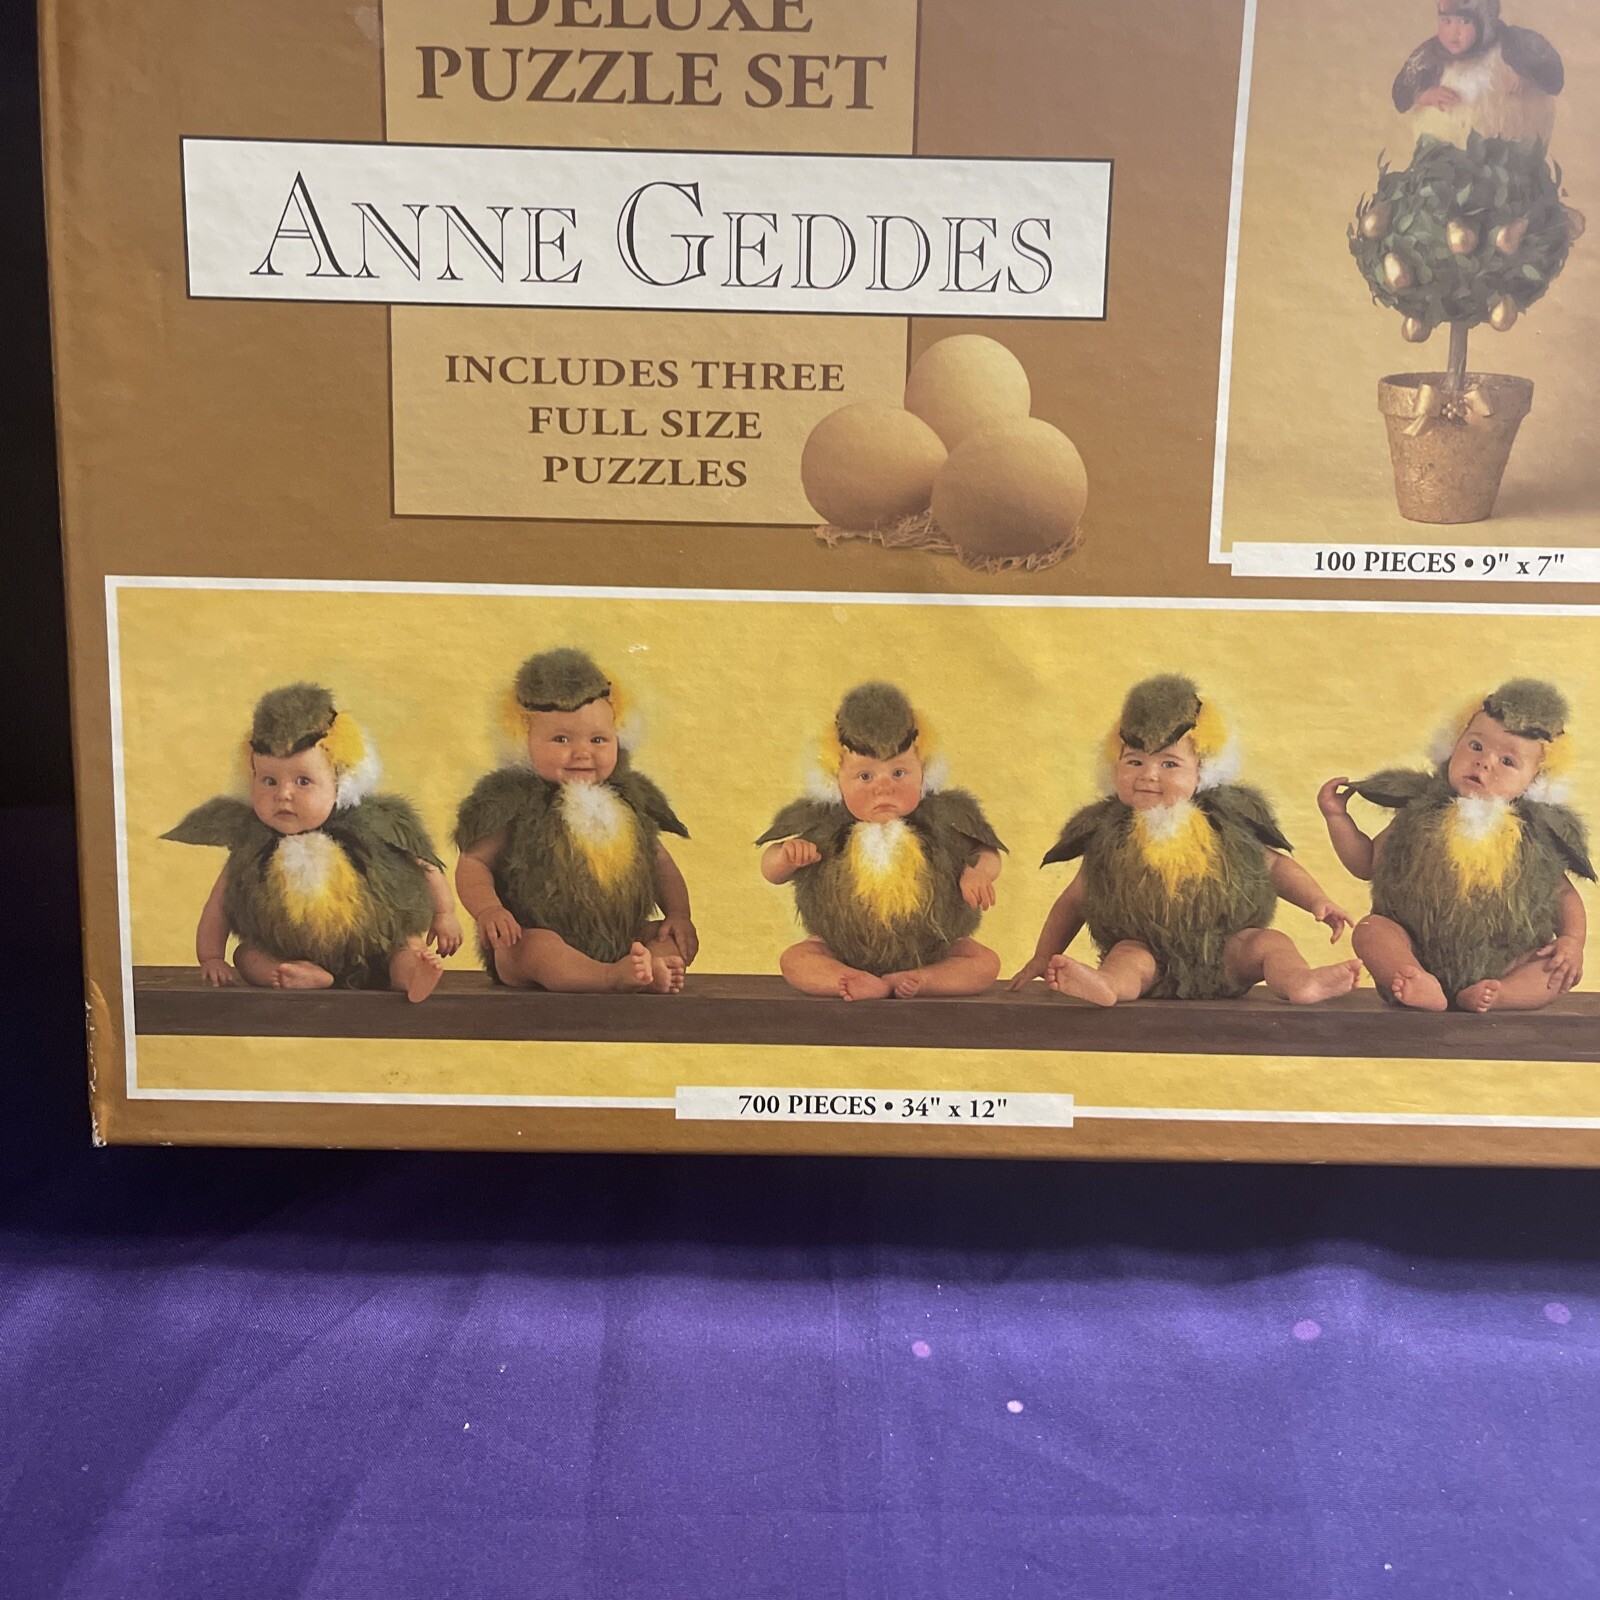 DELUXE
PUZZLE SET
ANNE GEDDES
INCLUDES THREE
FULL SIZE
PUZZLES
100 PIECES • 9" x 7"
700 PIECES • 34" x 12"